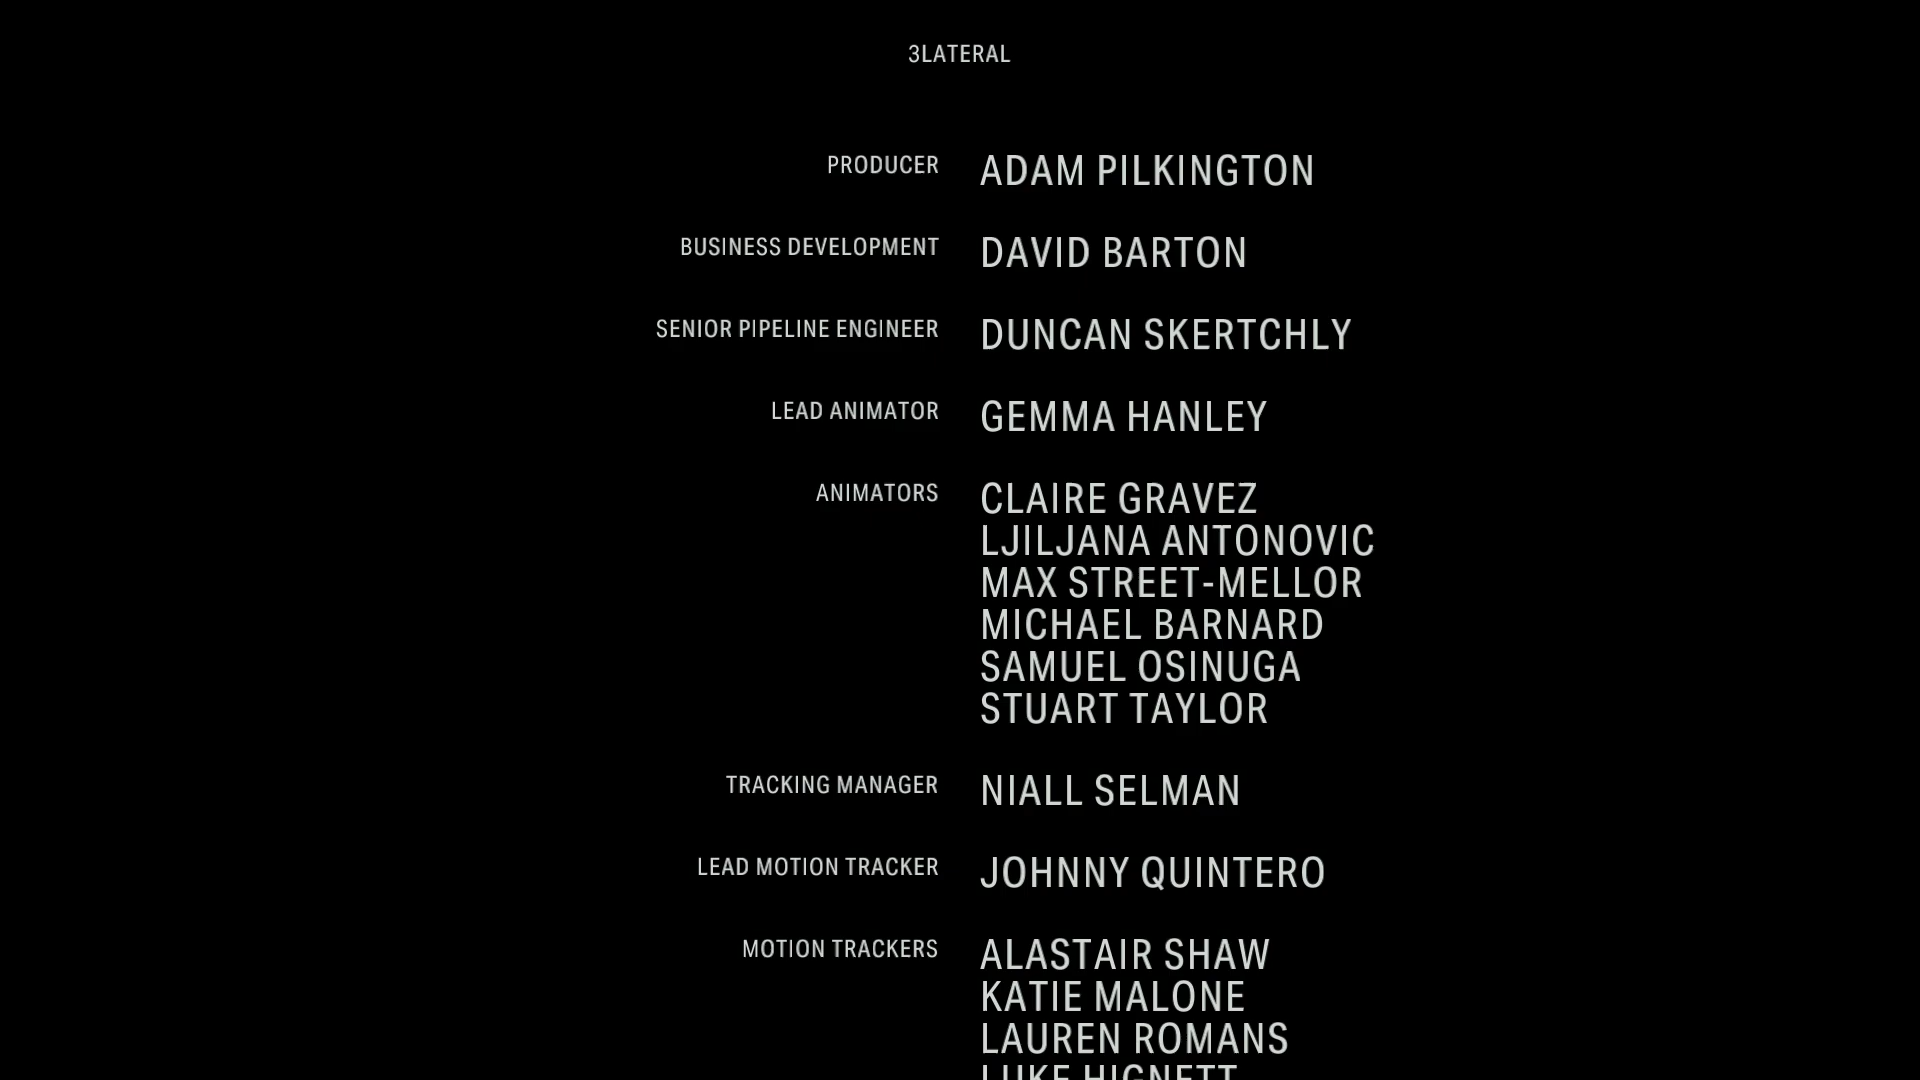 3LATERAL
PRODUCER ADAM PILKINGTON
BUSINESS DEVELOPMENT DAVID BARTON
SENIOR PIPELINE ENGINEER DUNCAN SKERTCHLY
LEAD ANIMATOR GEMMA HANLEY
ANIMATORS CLAIRE GRAVEZ
LJILJANA ANTONOVIC
MAX STREET-MELLOR
MICHAEL BARNARD
SAMUEL OSINUGA
STUART TAYLOR
TRACKING MANAGER NIALL SELMAN
LEAD MOTION TRACKER JOHNNY QUINTERO
MOTION TRACKERS ALASTAIR SHAW
KATIE MALONE
LAUREN ROMANS
LUKE HIGNETT